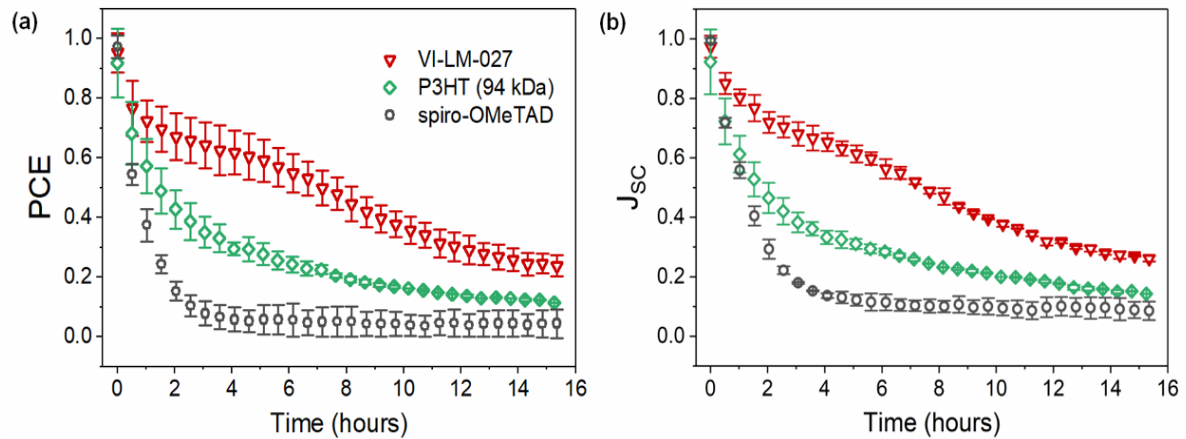 (a)
PCE
1.0
0.8
0.6
0.4
0.2
0.0
VI-LM-027
P3HT (94 kDa)
spiro-OMeTAD
0 2 4 6 8 10 12 14 16
Time (hours)
(b)
J_SC
1.0
0.8
0.6
0.4
0.2
0.0
0 2 4 6 8 10 12 14 16
Time (hours)